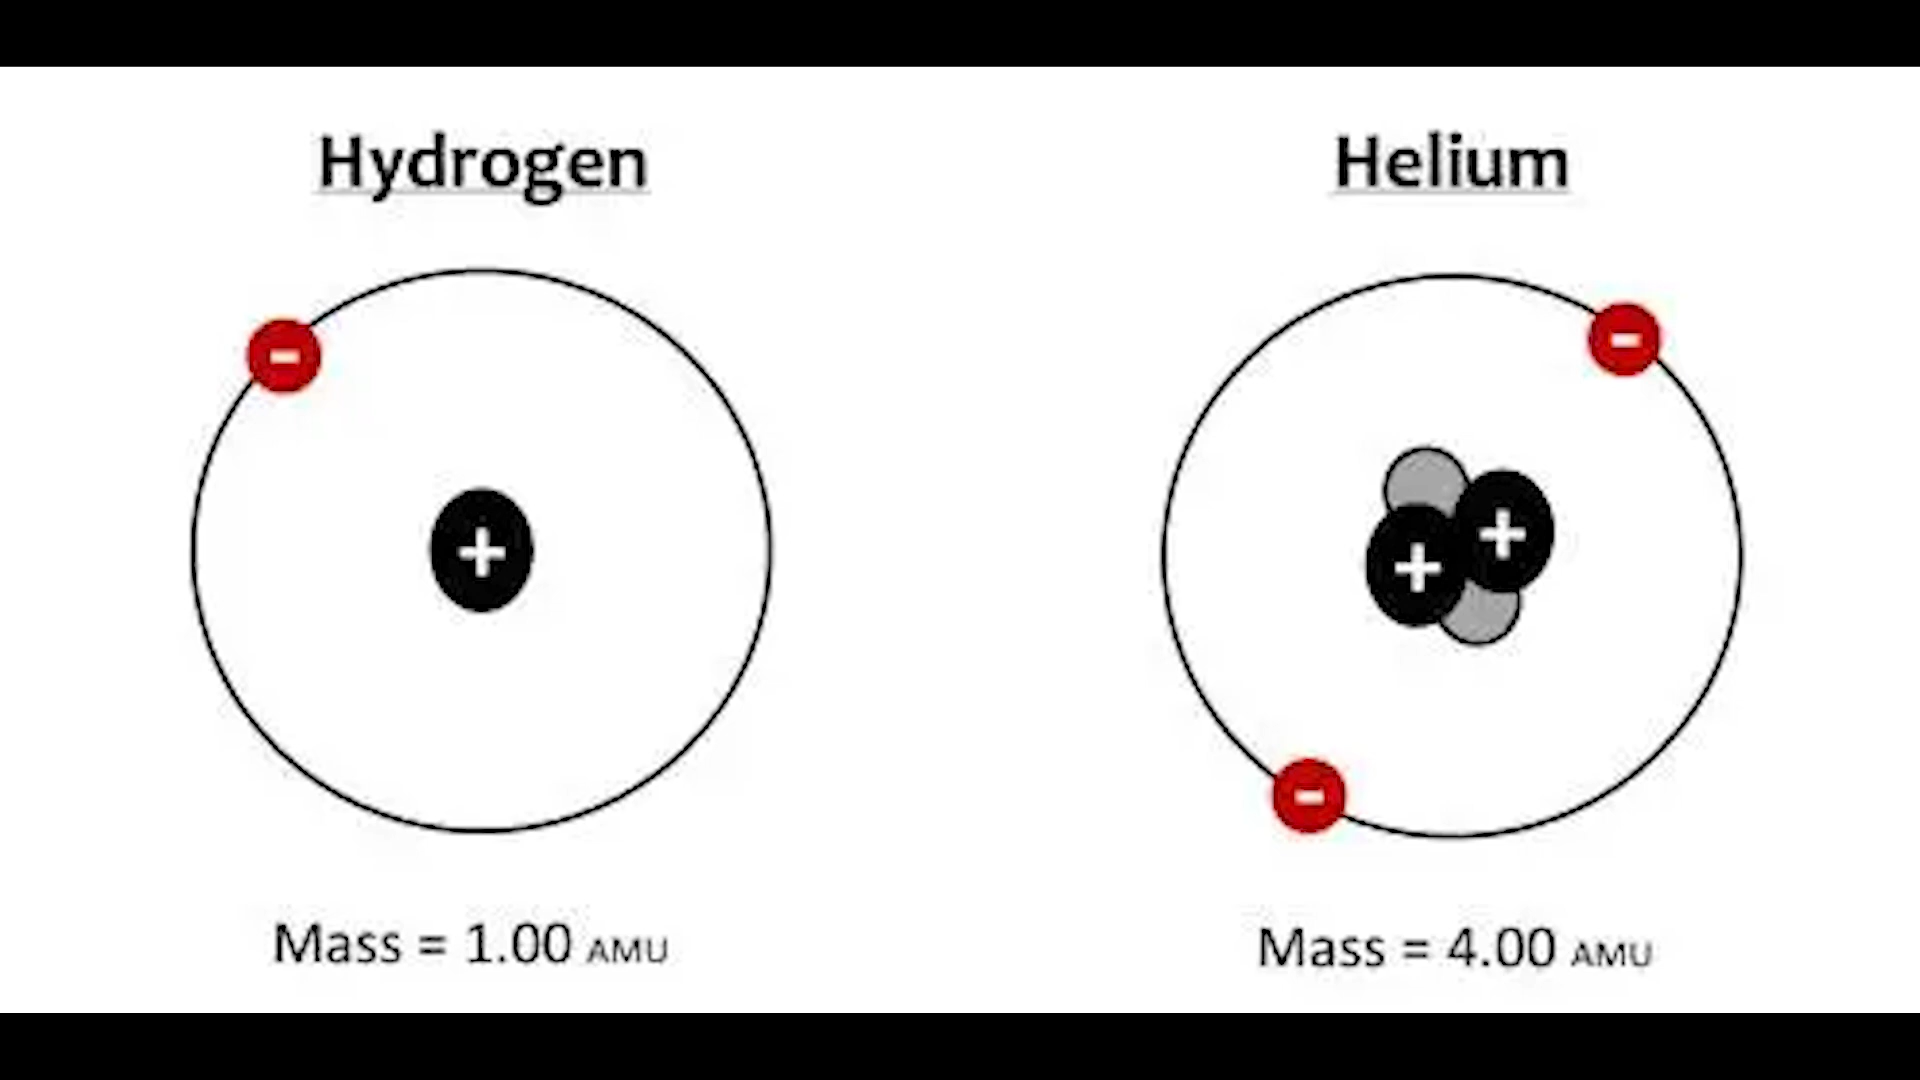 Hydrogen
Helium
-
-
+
+
+
-
Mass = 1.00 AMU
Mass = 4.00 AMU